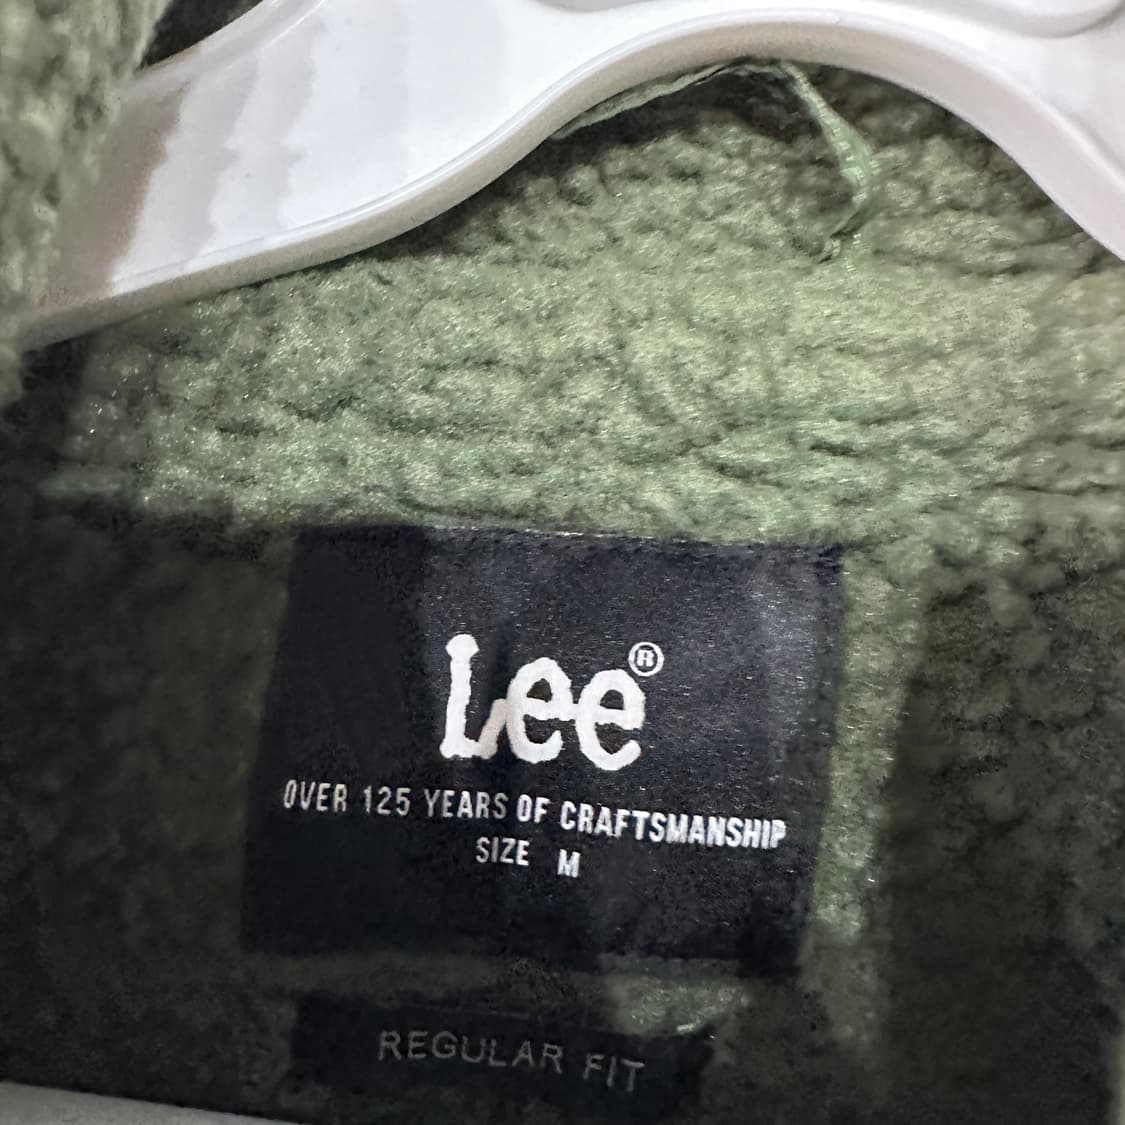 Lee®
OVER 125 YEARS OF CRAFTSMANSHIP
SIZE M
REGULAR FIT